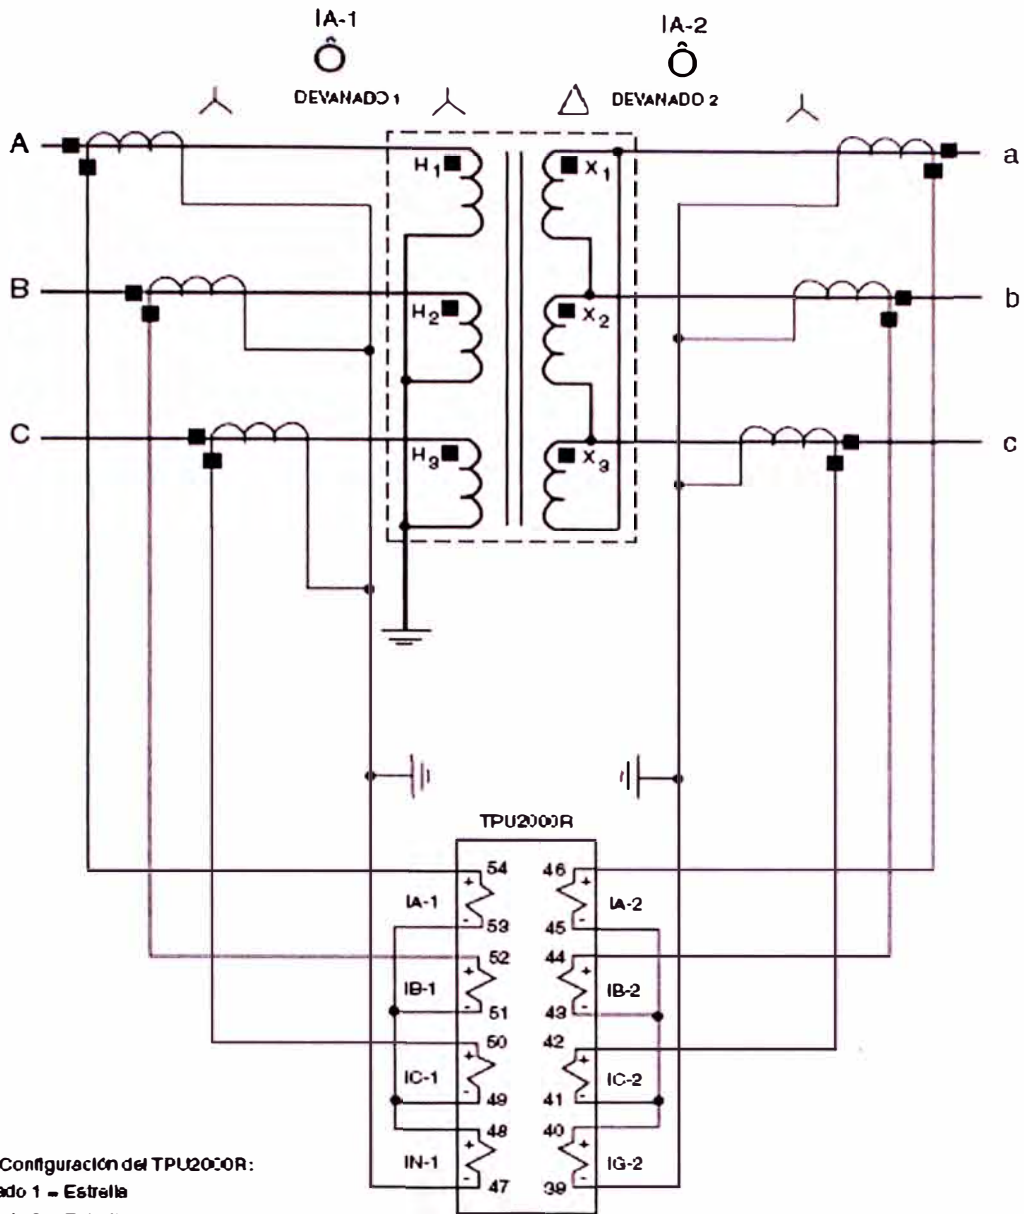 IA-1
IA-2
Ô
Ô
DEVANADO 1
DEVANADO 2
A
a
H1
X1
B
b
H2
X2
C
c
H3
X3
TPU2000R
54
46
IA-1
+
+
IA-2
53
-
-
45
52
44
IB-1
+
+
IB-2
51
-
-
43
50
42
IC-1
+
+
IC-2
49
-
-
41
48
40
IN-1
+
+
IG-2
47
-
-
39
Configuración del TPU2000R:
ado 1 = Estrella